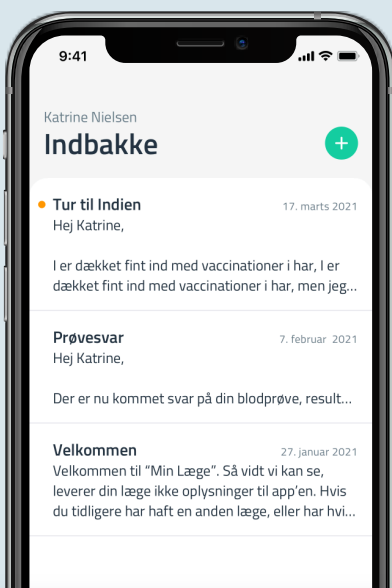 9:41
Katrine Nielsen
Indbakke
Tur til Indien
17. marts 2021
Hej Katrine,
I er dækket fint ind med vaccinationer i har, I er
dækket fint ind med vaccinationer i har, men jeg...
Prøvesvar
7. februar 2021
Hej Katrine,
Der er nu kommet svar på din blodprøve, result...
Velkommen
27. januar 2021
Velkommen til “Min Læge”. Så vidt vi kan se,
leverer din læge ikke oplysninger til app’en. Hvis
du tidligere har haft en anden læge, eller har hvi...